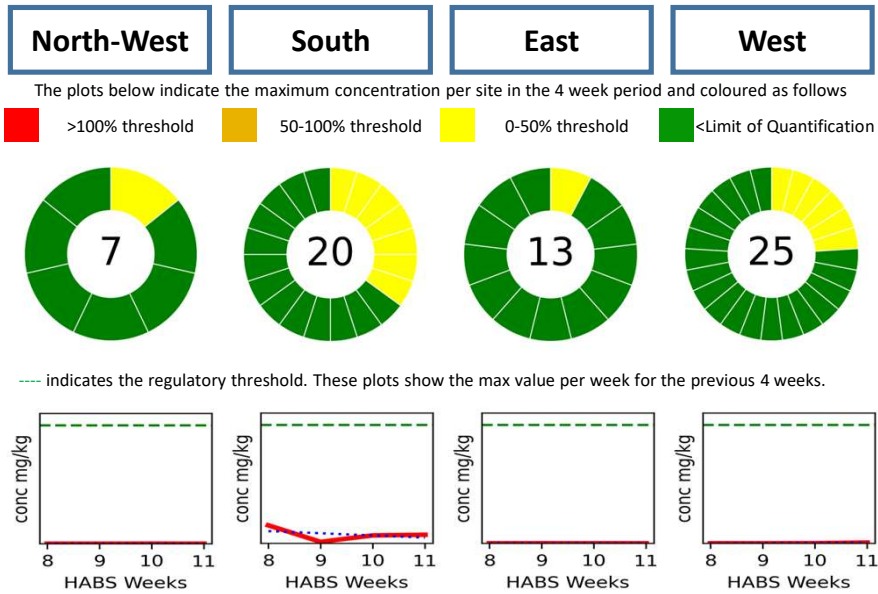 North-West South East West
The plots below indicate the maximum concentration per site in the 4 week period and coloured as follows
>100% threshold 50-100% threshold 0-50% threshold <Limit of Quantification
7 20 13 25
---- indicates the regulatory threshold. These plots show the max value per week for the previous 4 weeks.
conc mg/kg conc mg/kg conc mg/kg conc mg/kg
8 9 10 11 8 9 10 11 8 9 10 11 8 9 10 11
HABS Weeks HABS Weeks HABS Weeks HABS Weeks